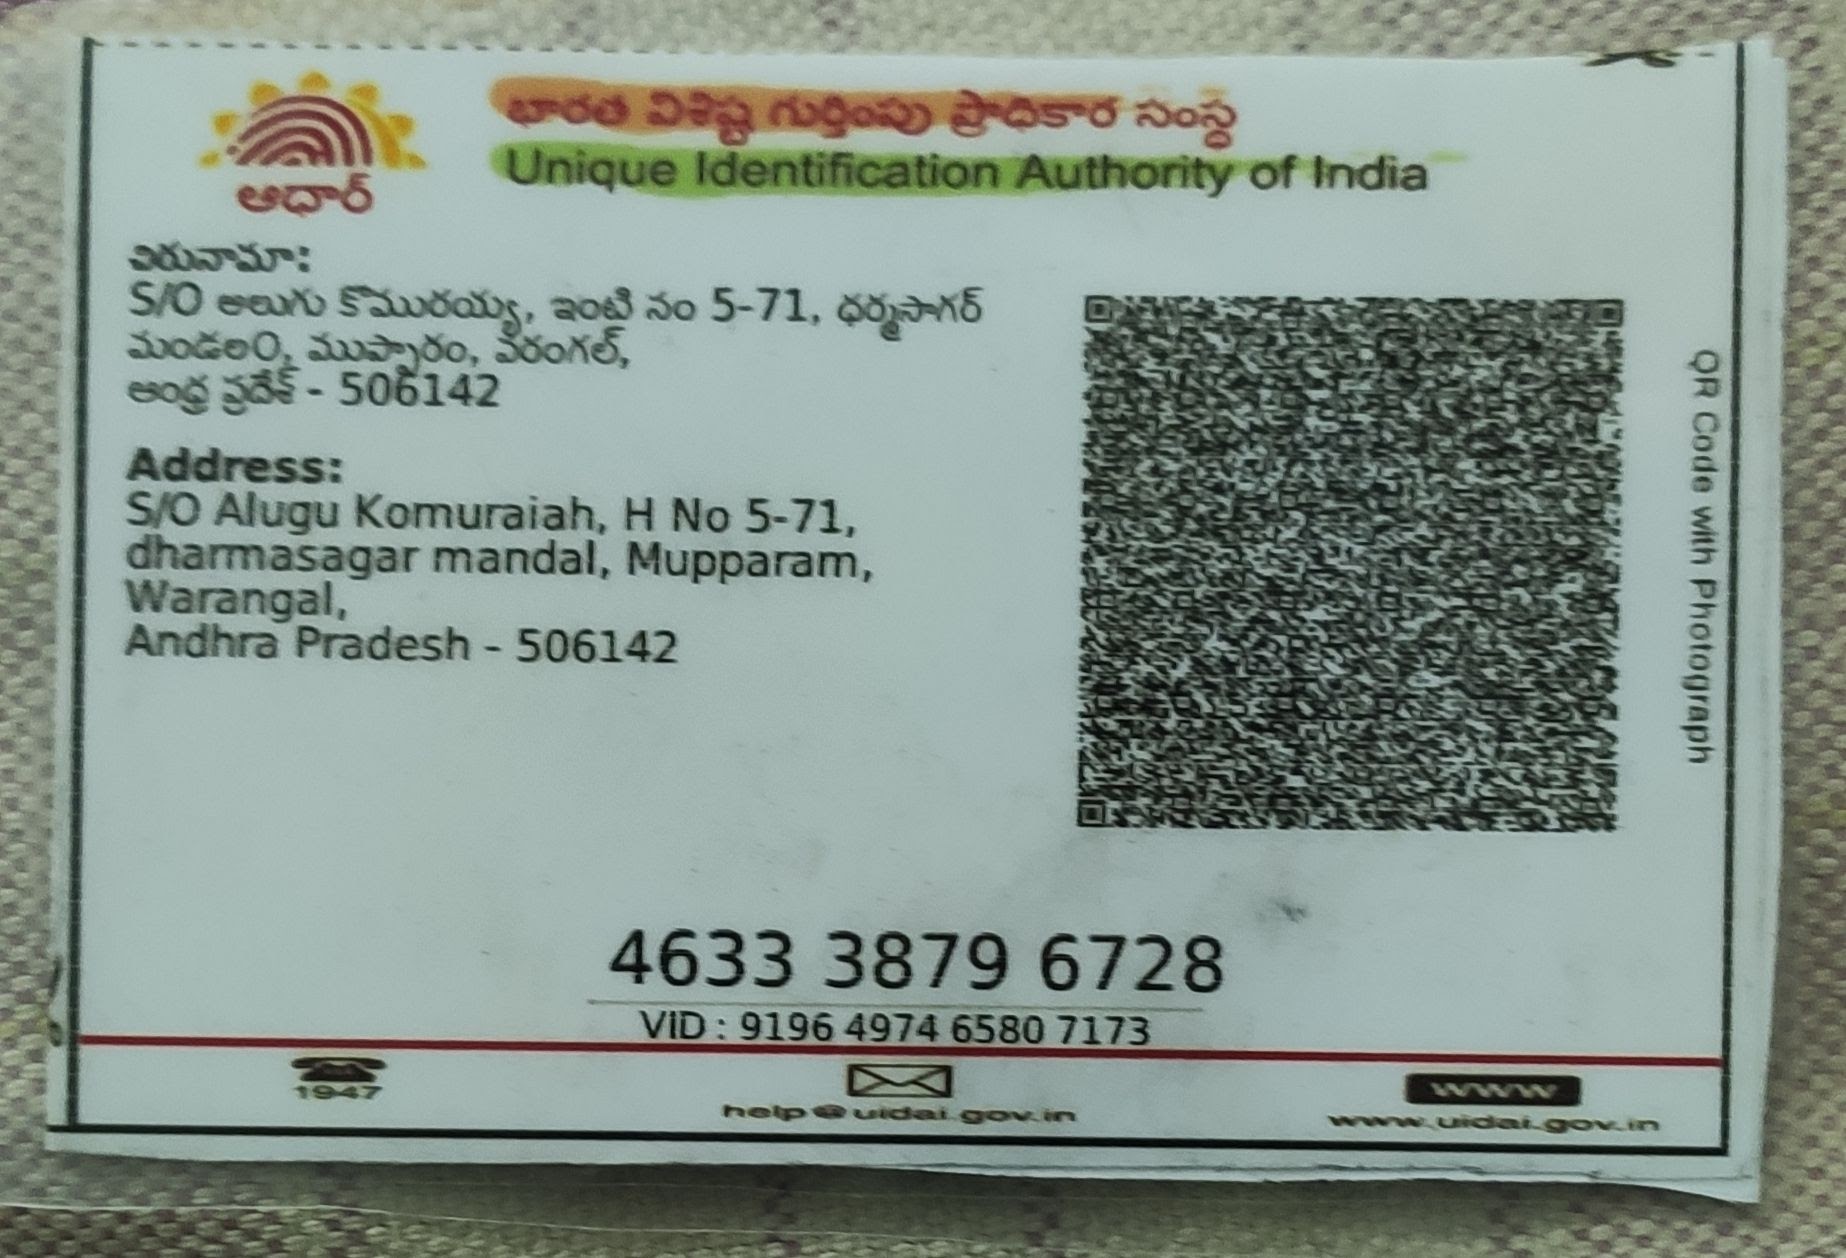 భారత విశిష్ట గుర్తింపు ప్రాధికార సంస్థ
Unique Identification Authority of India
ఆధార్
చిరునామా:
S/O అలుగు కొమురయ్య, ఇంటి నం 5-71, ధర్మసాగర్
మండలం, ముప్పారం, వరంగల్,
ఆంధ్ర ప్రదేశ్ - 506142
Address:
S/O Alugu Komuraiah, H No 5-71,
dharmasagar mandal, Mupparam,
Warangal,
Andhra Pradesh - 506142
QR Code with Photograph
4633 3879 6728
VID : 9196 4974 6580 7173
1947
help@uidai.gov.in
www
www.uidai.gov.in